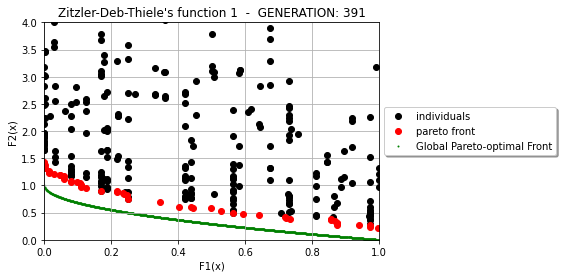 Zitzler-Deb-Thiele's function 1 - GENERATION: 391
4.0
3.5
3.0
2.5
2.0
1.5
1.0
0.5
0.0
F2(x)
0.0 0.2 0.4 0.6 0.8 1.0
F1(x)
individuals
pareto front
Global Pareto-optimal Front